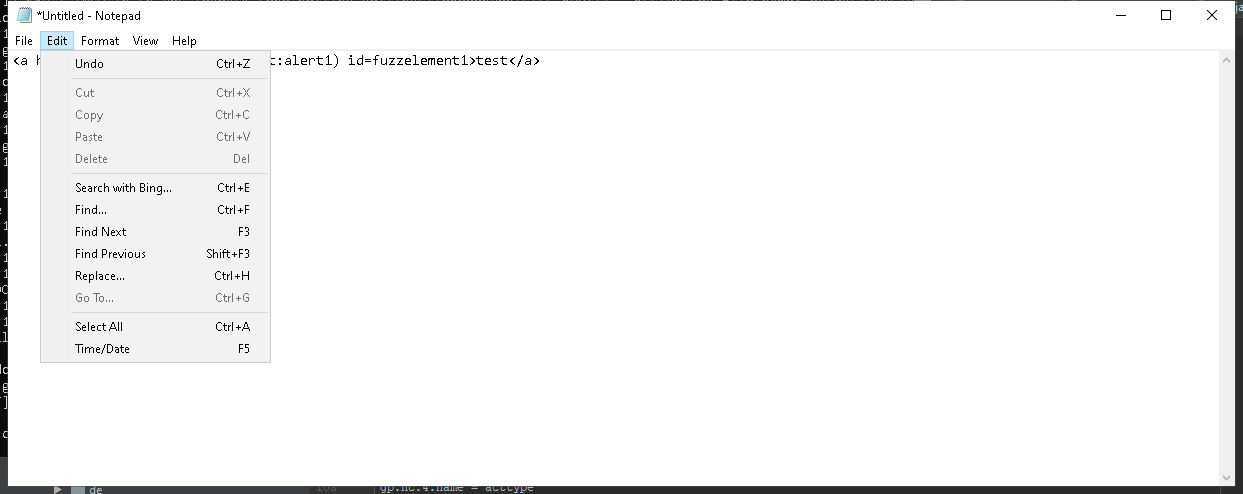 *Untitled - Notepad
File Edit Format View Help
<a h t:alert1) id=fuzzelement1>test</a>
Undo Ctrl+Z
Cut Ctrl+X
Copy Ctrl+C
Paste Ctrl+V
Delete Del
Search with Bing... Ctrl+E
Find... Ctrl+F
Find Next F3
Find Previous Shift+F3
Replace... Ctrl+H
Go To... Ctrl+G
Select All Ctrl+A
Time/Date F5
de
gp.nc.4.name = acctype